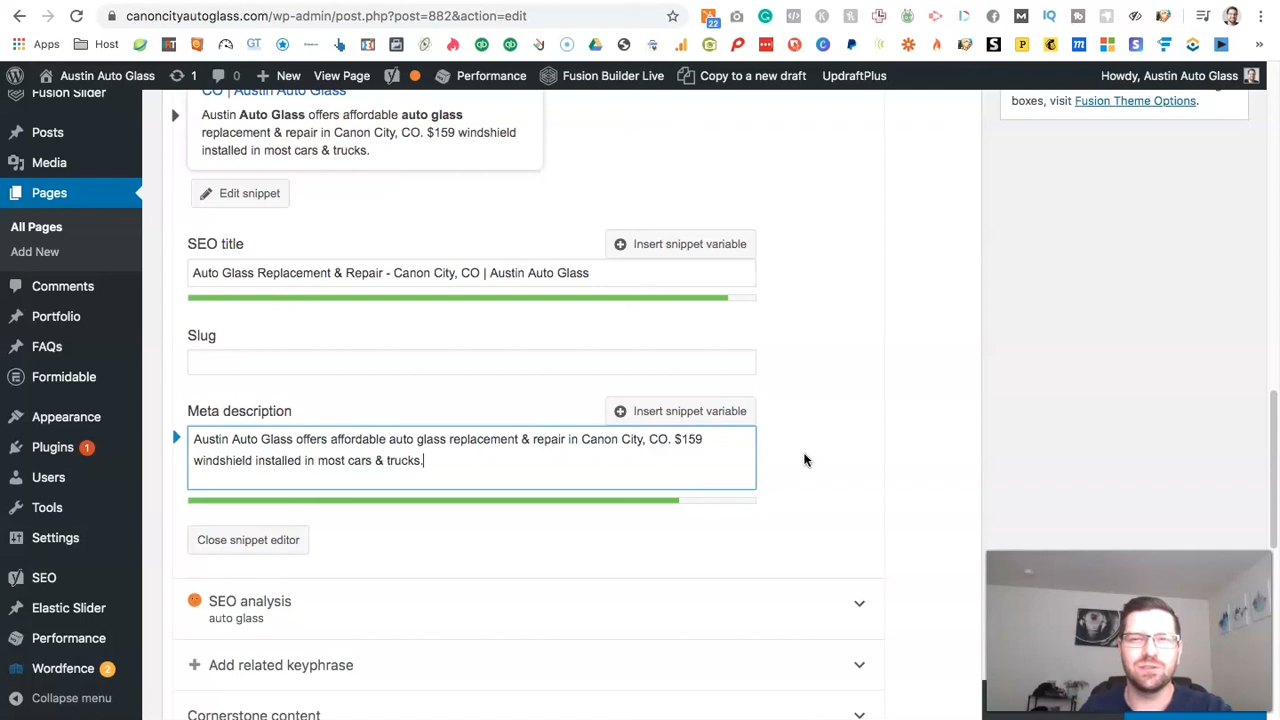 canoncityautoglass.com/wp-admin/post.php?post=882&action=edit
22
Apps
Host
GT
Austin Auto Glass
1
0
New
View Page
Performance
Fusion Builder Live
Copy to a new draft
UpdraftPlus
Howdy, Austin Auto Glass
Fusion Slider
Posts
Media
Pages
All Pages
Add New
Comments
Portfolio
FAQs
Formidable
Appearance
Plugins 1
Users
Tools
Settings
SEO
Elastic Slider
Performance
Wordfence 2
Collapse menu
CO | Austin Auto Glass
Austin Auto Glass offers affordable auto glass
replacement & repair in Canon City, CO. $159 windshield
installed in most cars & trucks.
Edit snippet
SEO title
Insert snippet variable
Auto Glass Replacement & Repair - Canon City, CO | Austin Auto Glass
Slug
Meta description
Insert snippet variable
Austin Auto Glass offers affordable auto glass replacement & repair in Canon City, CO. $159
windshield installed in most cars & trucks.
Close snippet editor
SEO analysis
auto glass
Add related keyphrase
Cornerstone content
boxes, visit Fusion Theme Options.